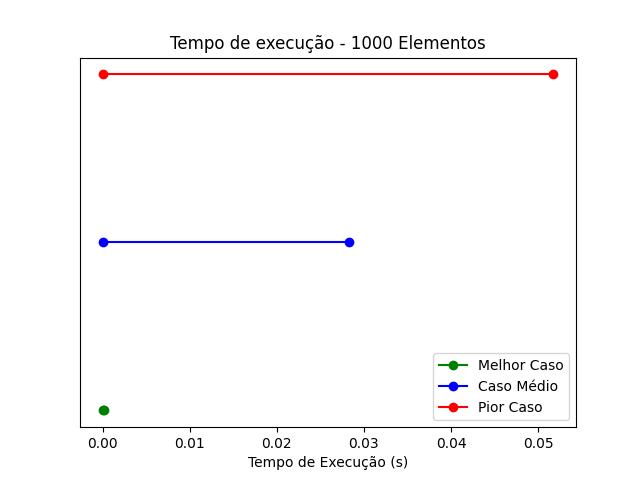 Tempo de execução - 1000 Elementos
Melhor Caso
Caso Médio
Pior Caso
0.00 0.01 0.02 0.03 0.04 0.05
Tempo de Execução (s)